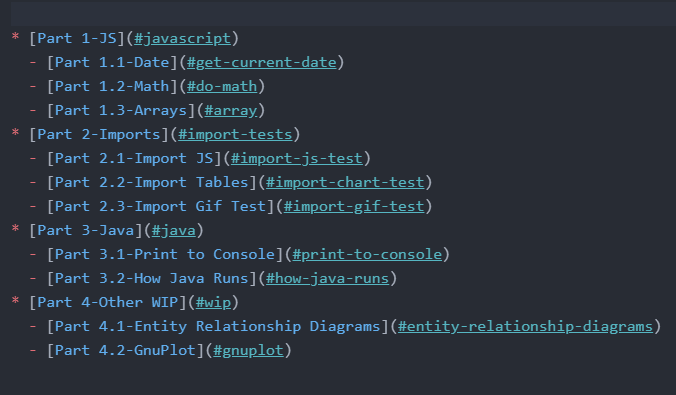 * [Part 1-JS](#javascript)
  - [Part 1.1-Date](#get-current-date)
  - [Part 1.2-Math](#do-math)
  - [Part 1.3-Arrays](#array)
* [Part 2-Imports](#import-tests)
  - [Part 2.1-Import JS](#import-js-test)
  - [Part 2.2-Import Tables](#import-chart-test)
  - [Part 2.3-Import Gif Test](#import-gif-test)
* [Part 3-Java](#java)
  - [Part 3.1-Print to Console](#print-to-console)
  - [Part 3.2-How Java Runs](#how-java-runs)
* [Part 4-Other WIP](#wip)
  - [Part 4.1-Entity Relationship Diagrams](#entity-relationship-diagrams)
  - [Part 4.2-GnuPlot](#gnuplot)